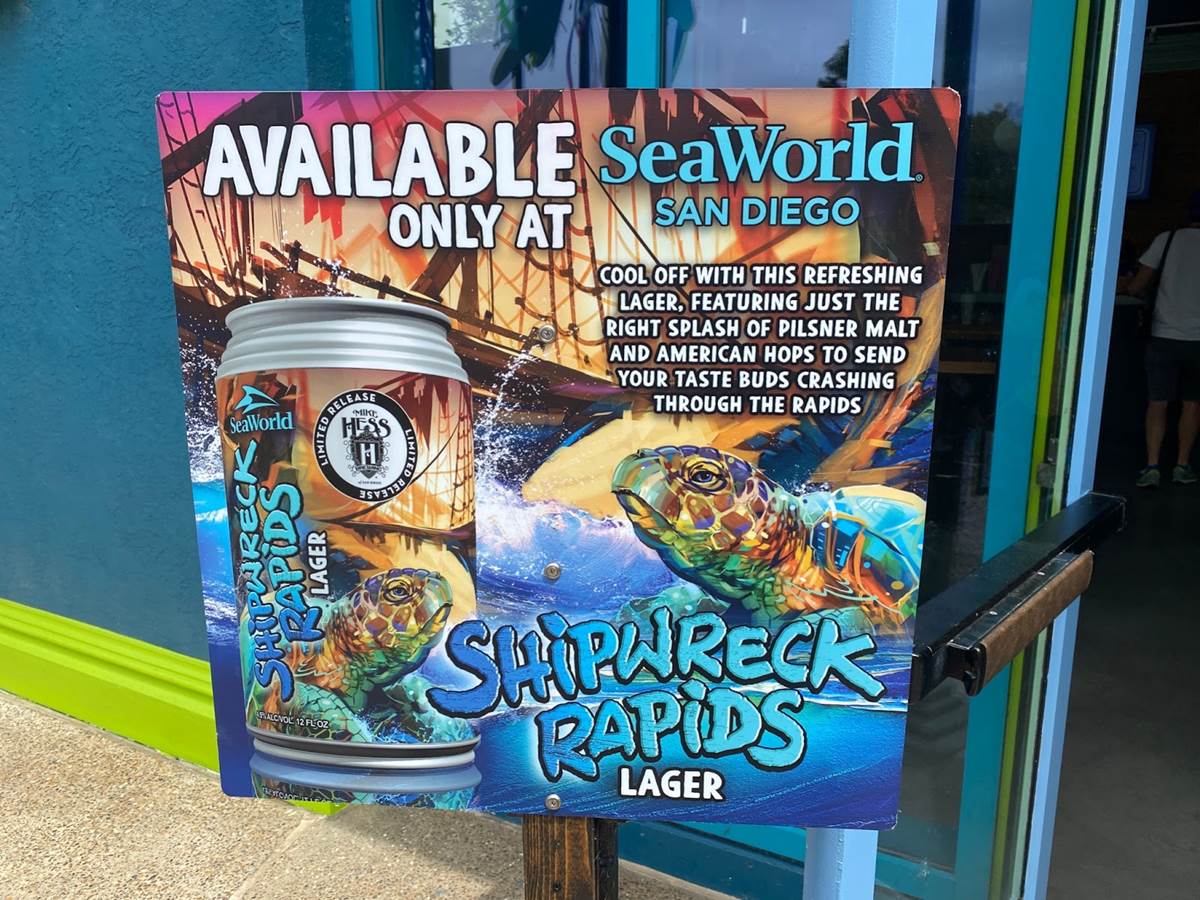 AVAILABLE
ONLY AT
SeaWorld®
SAN DIEGO
COOL OFF WITH THIS REFRESHING
LAGER, FEATURING JUST THE
RIGHT SPLASH OF PILSNER MALT
AND AMERICAN HOPS TO SEND
YOUR TASTE BUDS CRASHING
THROUGH THE RAPIDS
SeaWorld
LIMITED RELEASE
LIMITED RELEASE
MIKE
HESS
H
SHIPWRECK
RAPIDS
LAGER
ALC/VOL 12 FL OZ
SHIPWRECK
RAPIDS
LAGER